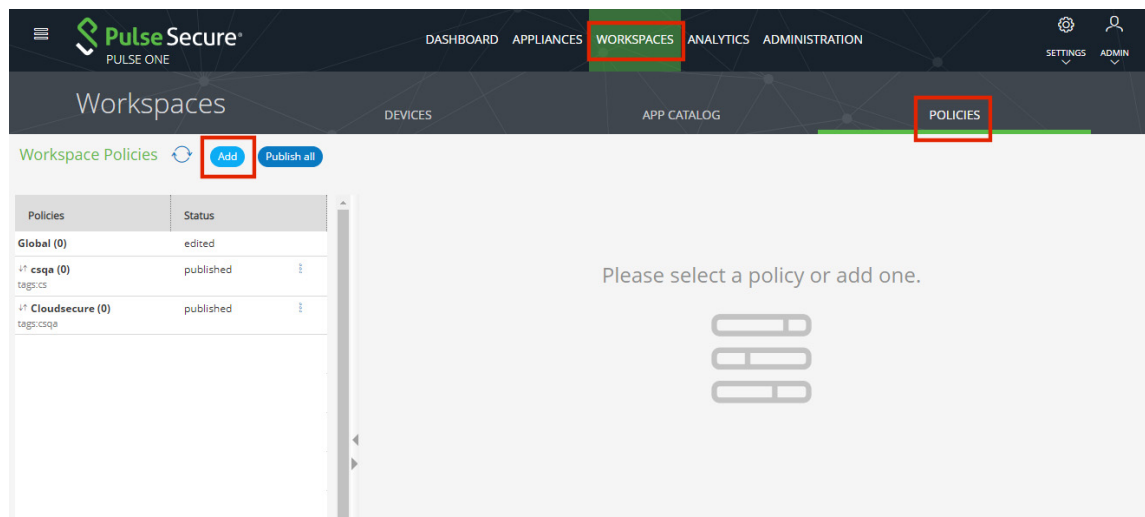 Pulse Secure®
PULSE ONE
DASHBOARD APPLIANCES WORKSPACES ANALYTICS ADMINISTRATION
SETTINGS ADMIN
Workspaces
DEVICES APP CATALOG POLICIES
Workspace Policies Add Publish all
Policies Status
Global (0) edited
csqa (0) published
tags:cs
Cloudsecure (0) published
tags:csqa
Please select a policy or add one.